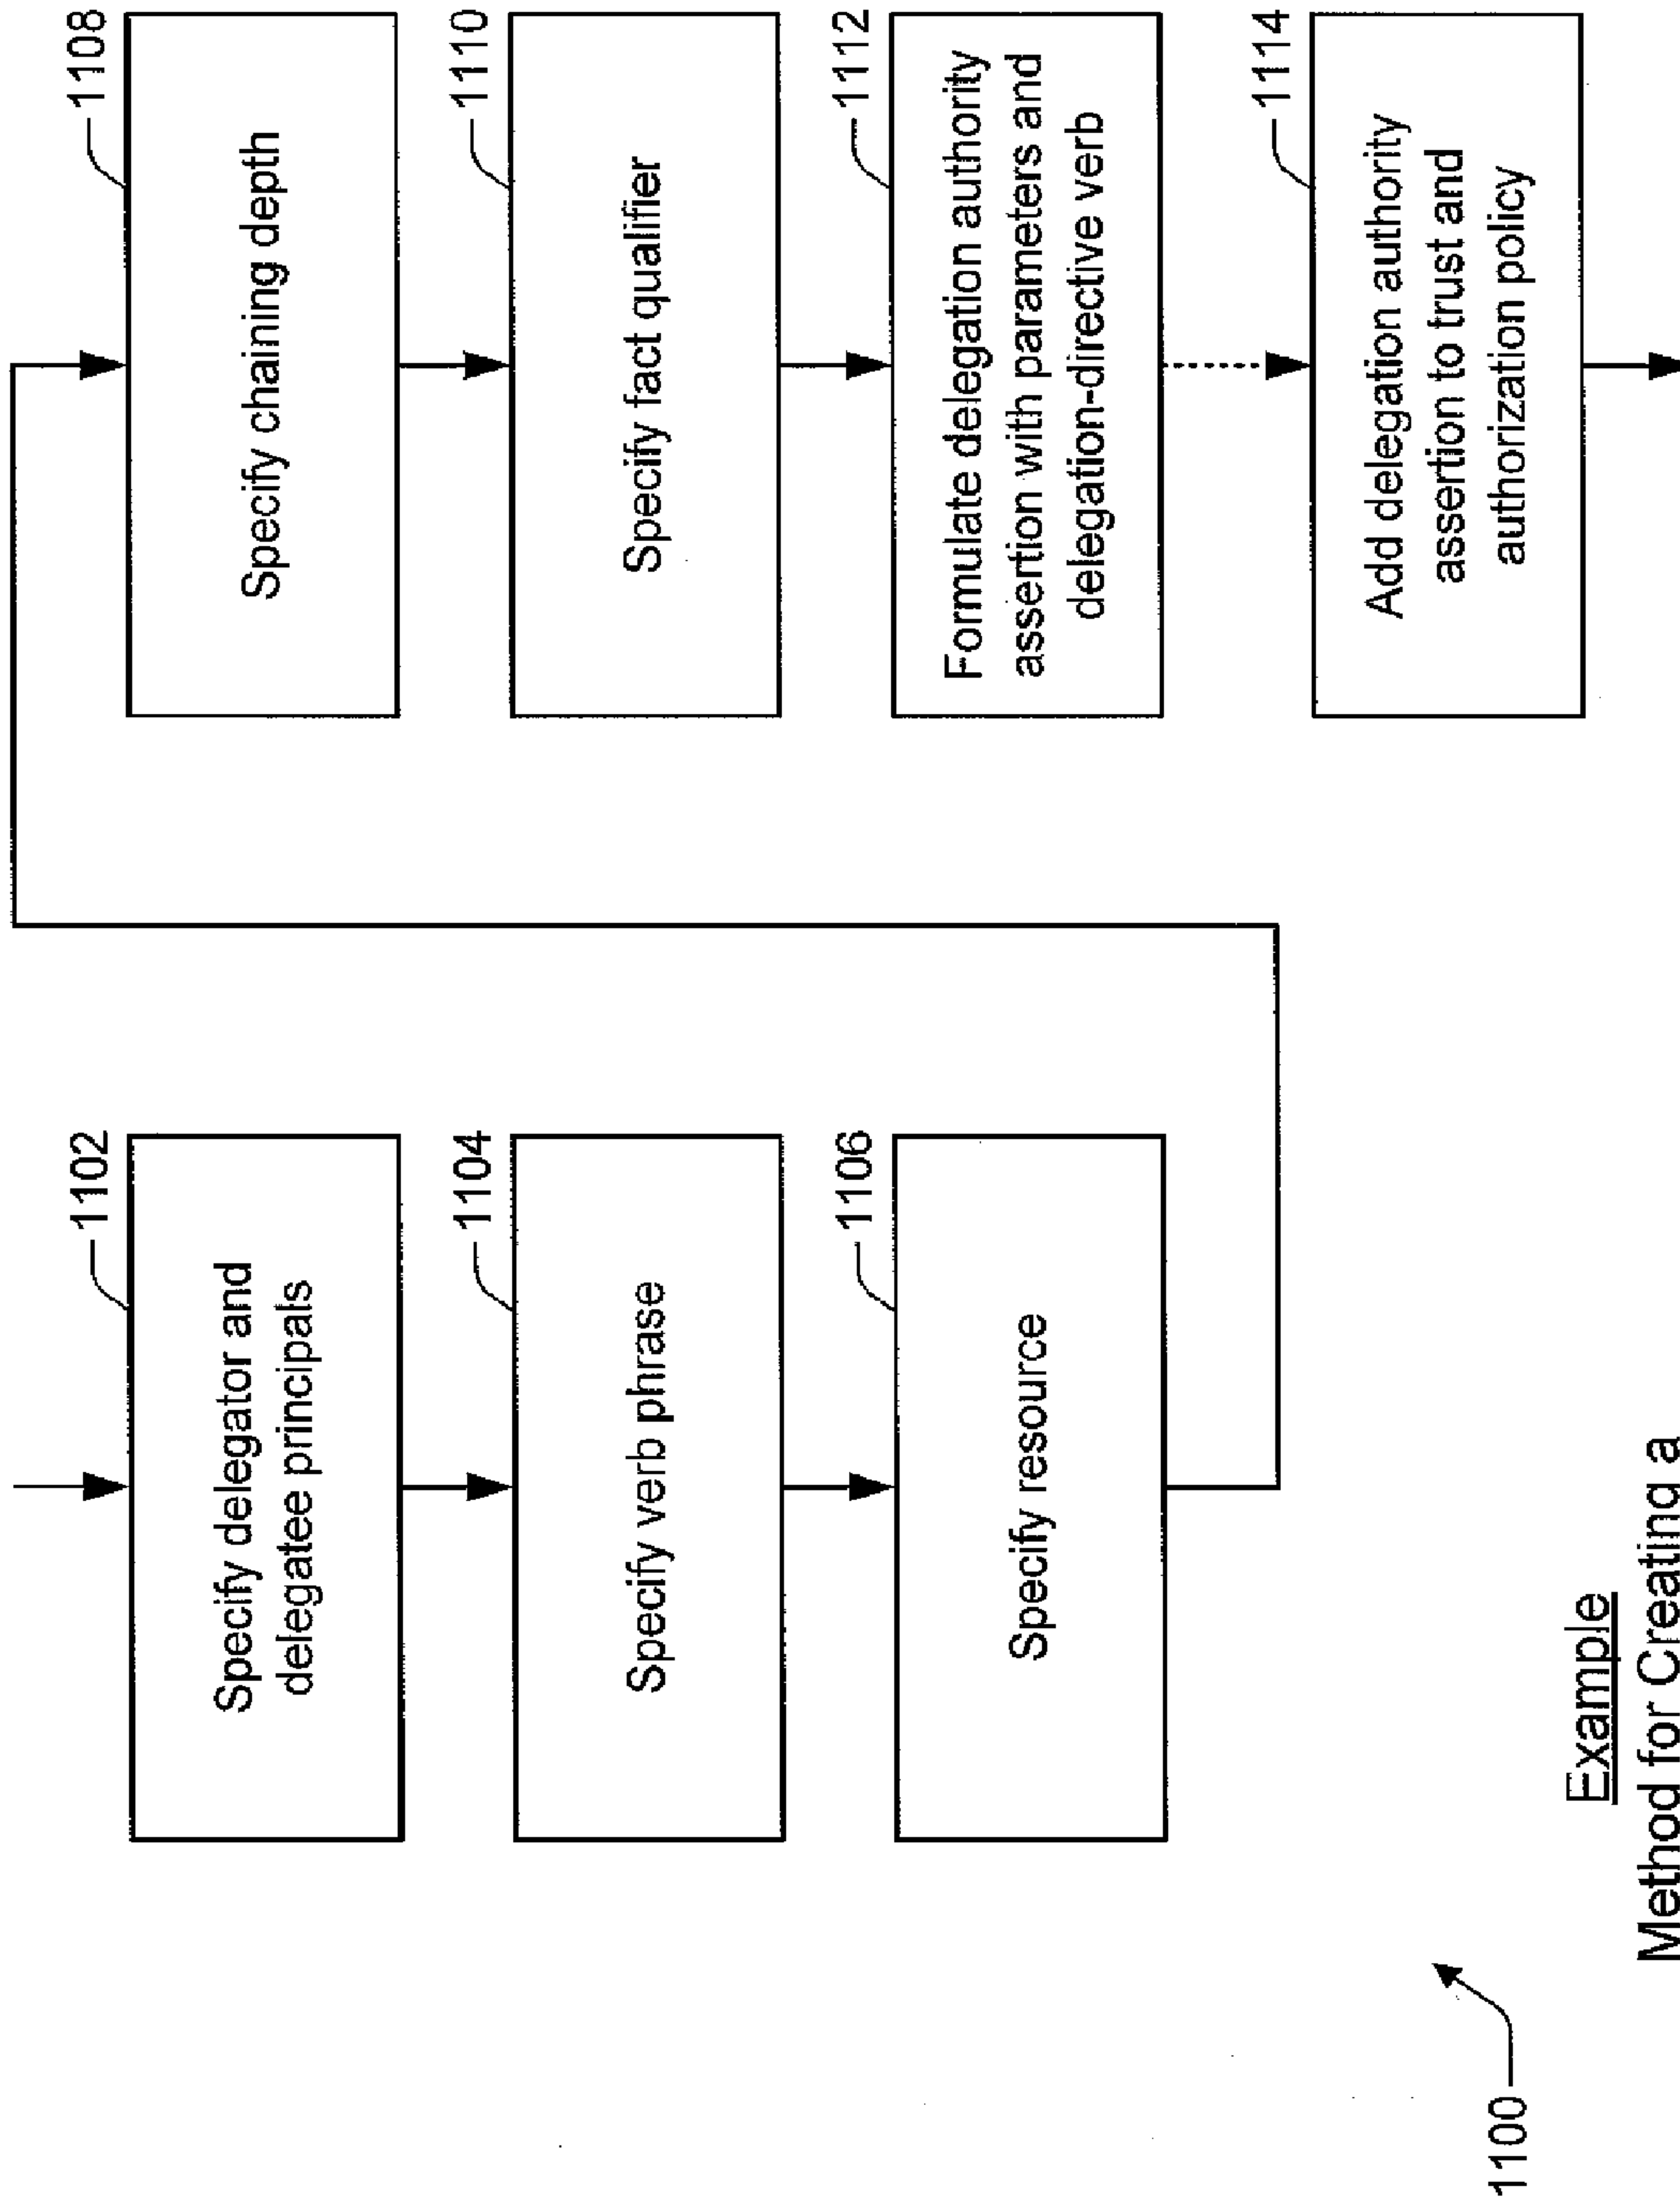 1102
Specify delegator and
delegatee principals
1104
Specify verb phrase
1106
Specify resource
1108
Specify chaining depth
1110
Specify fact qualifier
1112
Formulate delegation authority
assertion with parameters and
delegation-directive verb
1114
Add delegation authority
assertion to trust and
authorization policy
1100
Example
Method for Creating a